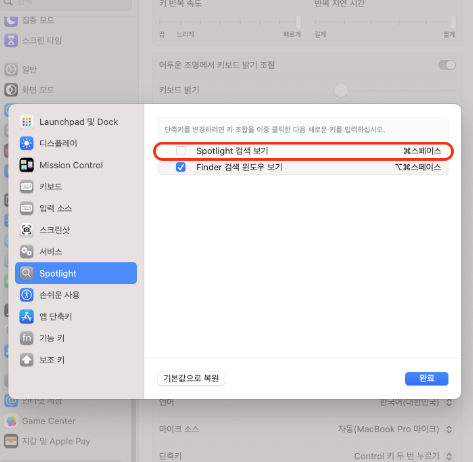 검색
키 반복 속도
반복 지연 시간
집중 모드
스크린 타임
끔 느리게 빠르게 길게 짧게
일반
어두운 조명에서 키보드 밝기 조절
화면 모드
키보드 밝기
Launchpad 및 Dock
디스플레이
Mission Control
키보드
입력 소스
스크린샷
서비스
Spotlight
손쉬운 사용
앱 단축키
fn 기능 키
보조 키
단축키를 변경하려면 키 조합을 이중 클릭한 다음 새로운 키를 입력하십시오.
Spotlight 검색 보기 ⌘스페이스
Finder 검색 윈도우 보기 ⌥⌘스페이스
기본값으로 복원
완료
인터넷 계정
Game Center
지갑 및 Apple Pay
언어 한국어(대한민국)
마이크 소스 자동(MacBook Pro 마이크)
단축키 Control 키 두 번 누르기